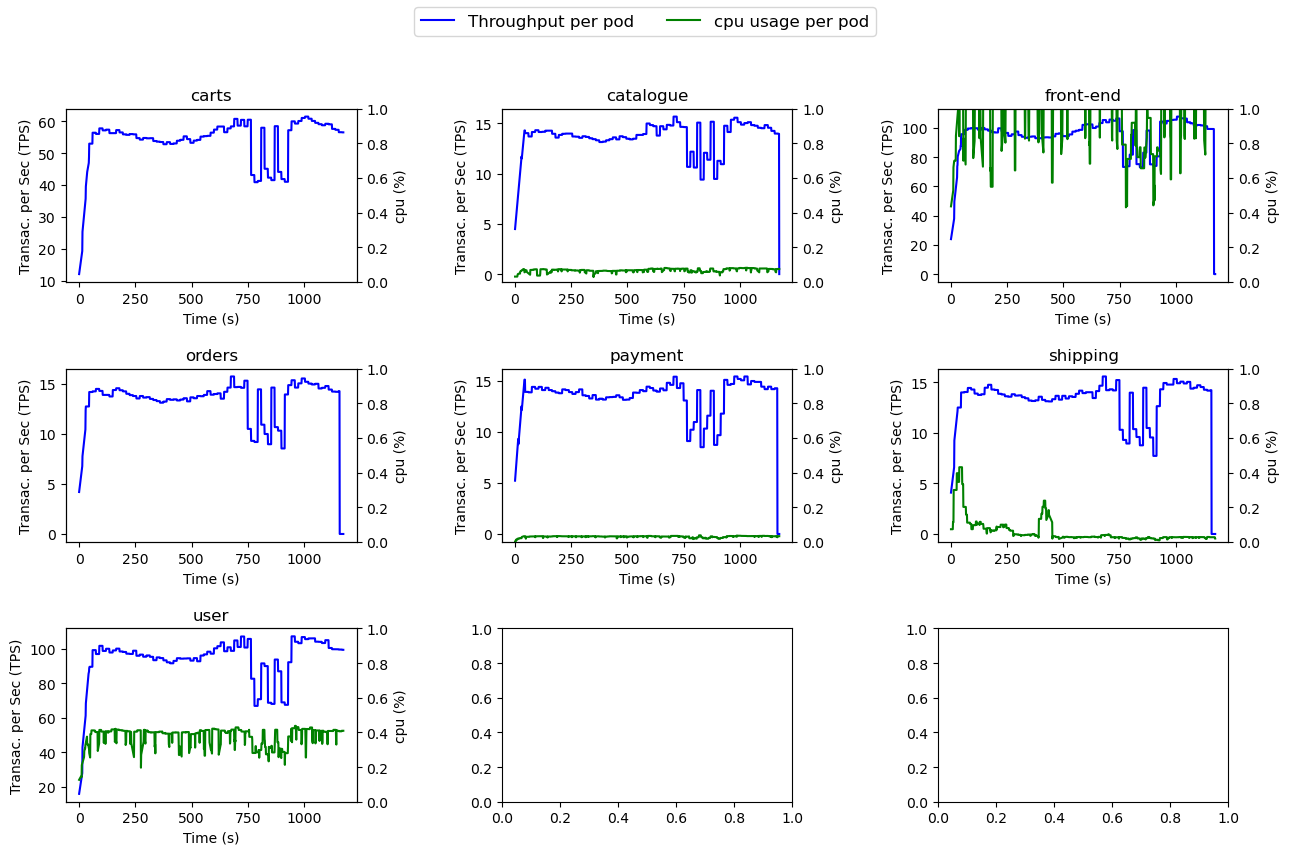 Throughput per pod cpu usage per pod
carts catalogue front-end
Transac. per Sec (TPS) 60 50 40 30 20 10 1.0 0.8 0.6 0.4 0.2 0.0 cpu (%)
0 250 500 750 1000
Time (s)
Transac. per Sec (TPS) 15 10 5 0 1.0 0.8 0.6 0.4 0.2 0.0 cpu (%)
0 250 500 750 1000
Time (s)
Transac. per Sec (TPS) 100 80 60 40 20 0 1.0 0.8 0.6 0.4 0.2 0.0 cpu (%)
0 250 500 750 1000
Time (s)
orders payment shipping
Transac. per Sec (TPS) 15 10 5 0 1.0 0.8 0.6 0.4 0.2 0.0 cpu (%)
0 250 500 750 1000
Time (s)
Transac. per Sec (TPS) 15 10 5 0 1.0 0.8 0.6 0.4 0.2 0.0 cpu (%)
0 250 500 750 1000
Time (s)
Transac. per Sec (TPS) 15 10 5 0 1.0 0.8 0.6 0.4 0.2 0.0 cpu (%)
0 250 500 750 1000
Time (s)
user
Transac. per Sec (TPS) 100 80 60 40 20 1.0 0.8 0.6 0.4 0.2 0.0 cpu (%)
0 250 500 750 1000
Time (s)
1.0 0.8 0.6 0.4 0.2 0.0
0.0 0.2 0.4 0.6 0.8 1.0
1.0 0.8 0.6 0.4 0.2 0.0
0.0 0.2 0.4 0.6 0.8 1.0